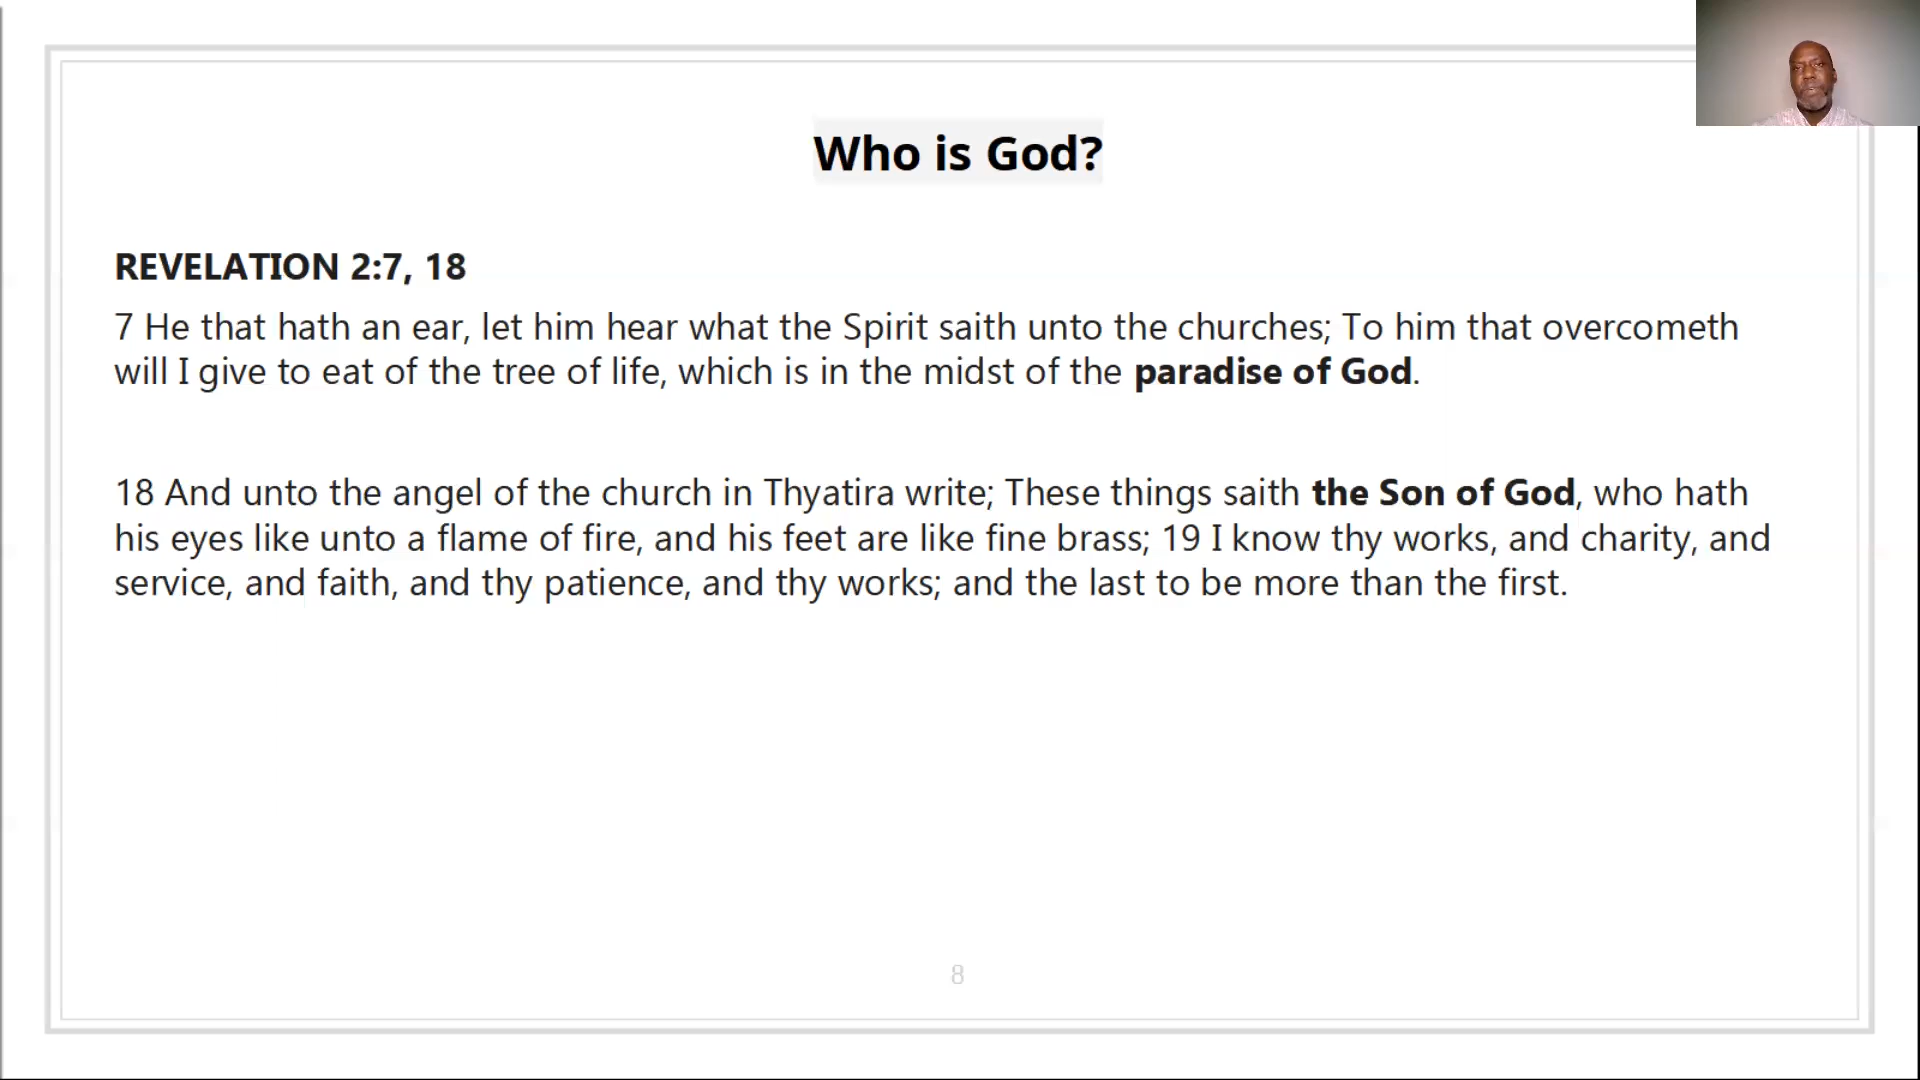 Who is God?
REVELATION 2:7, 18
7 He that hath an ear, let him hear what the Spirit saith unto the churches; To him that overcometh
will I give to eat of the tree of life, which is in the midst of the paradise of God.
18 And unto the angel of the church in Thyatira write; These things saith the Son of God, who hath
his eyes like unto a flame of fire, and his feet are like fine brass; 19 I know thy works, and charity, and
service, and faith, and thy patience, and thy works; and the last to be more than the first.
8